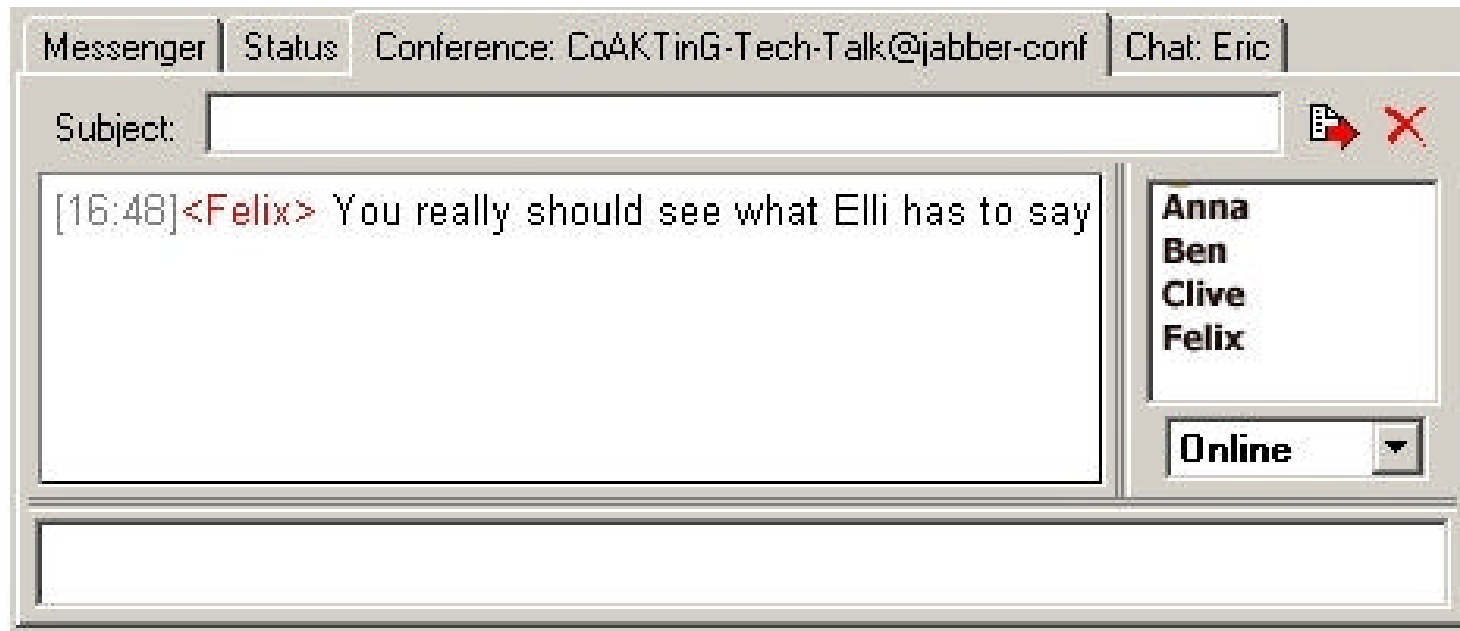 Messenger Status Conference: CoAKTinG-Tech-Talk@jabber-conf Chat: Eric
Subject:
[16:48]<Felix> You really should see what Elli has to say
Anna
Ben
Clive
Felix
Online